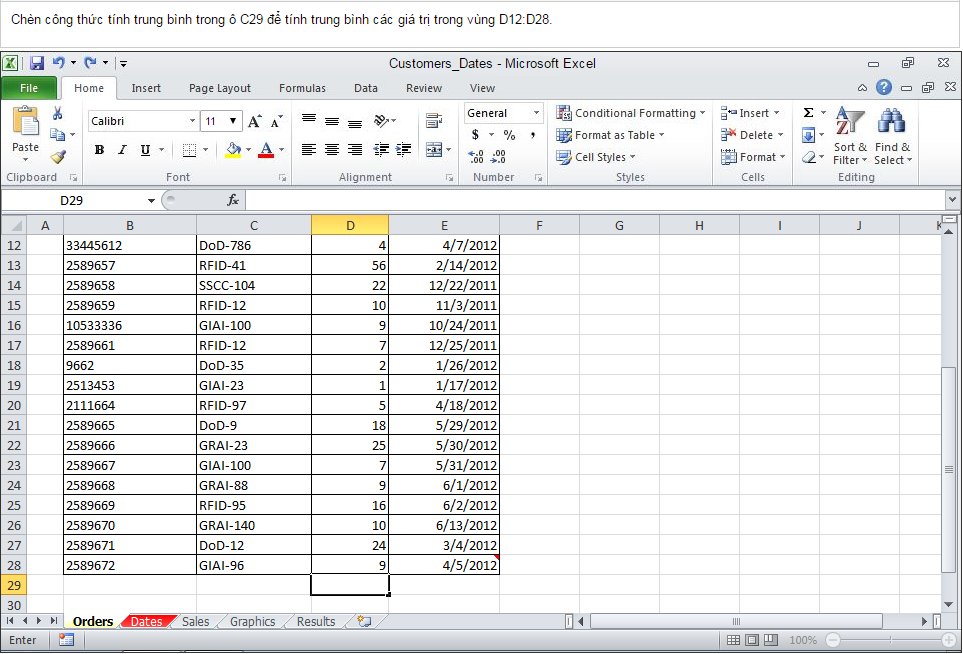 Chèn công thức tính trung bình trong ô C29 để tính trung bình các giá trị trong vùng D12:D28.
Customers_Dates - Microsoft Excel
File Home Insert Page Layout Formulas Data Review View
Calibri 11 General
Conditional Formatting Insert
Paste
B I U A $ % ,
Format as Table Delete
Sort & Find &
Cell Styles Format Filter Select
Clipboard Font Alignment Number Styles Cells Editing
D29 fx
A B C D E F G H I J K
12 33445612 DoD-786 4 4/7/2012
13 2589657 RFID-41 56 2/14/2012
14 2589658 SSCC-104 22 12/22/2011
15 2589659 RFID-12 10 11/3/2011
16 10533336 GIAI-100 9 10/24/2011
17 2589661 RFID-12 7 12/25/2011
18 9662 DoD-35 2 1/26/2012
19 2513453 GIAI-23 1 1/17/2012
20 2111664 RFID-97 5 4/18/2012
21 2589665 DoD-9 18 5/29/2012
22 2589666 GRAI-23 25 5/30/2012
23 2589667 GIAI-100 7 5/31/2012
24 2589668 GRAI-88 9 6/1/2012
25 2589669 RFID-95 16 6/2/2012
26 2589670 GRAI-140 10 6/13/2012
27 2589671 DoD-12 24 3/4/2012
28 2589672 GIAI-96 9 4/5/2012
29
30
Orders Dates Sales Graphics Results
Enter 100%